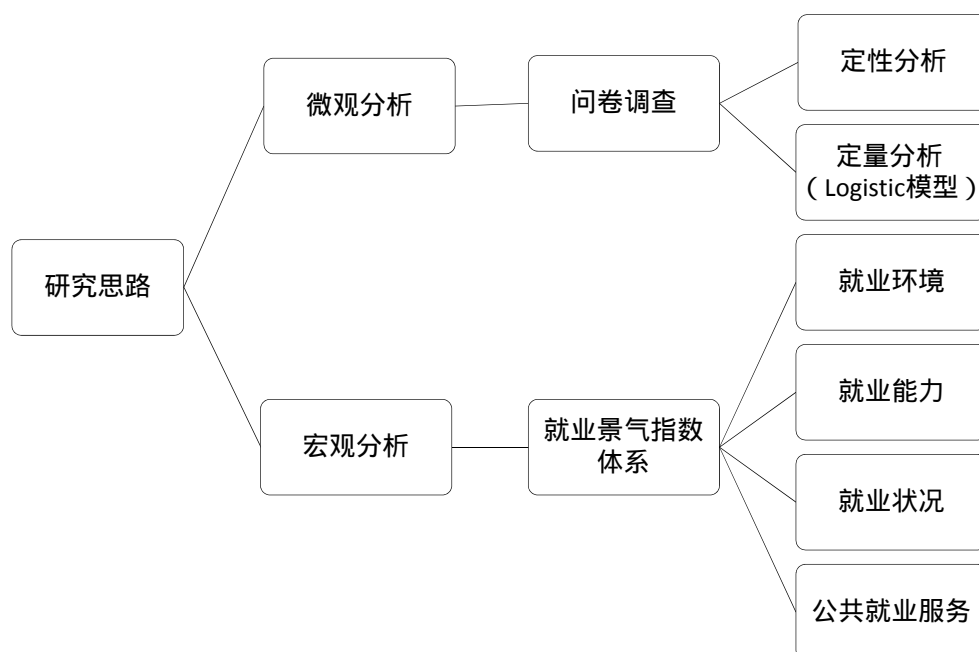 研究思路
微观分析
问卷调查
定性分析
定量分析
（Logistic模型）
宏观分析
就业景气指数
体系
就业环境
就业能力
就业状况
公共就业服务